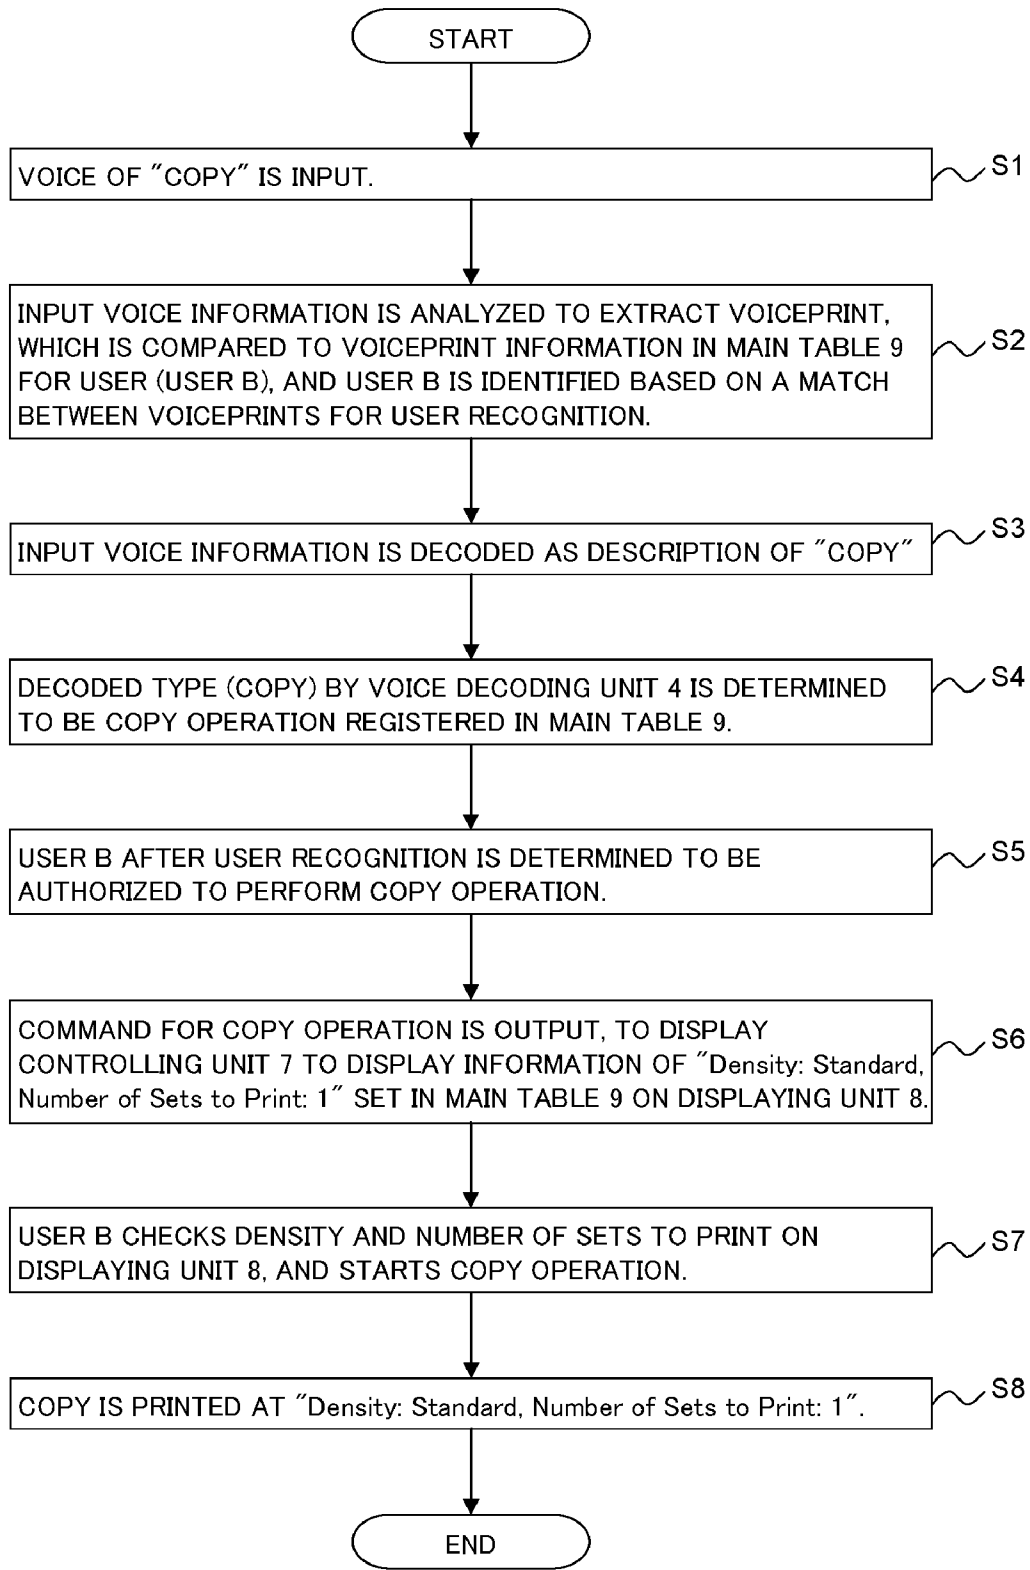 START
VOICE OF "COPY" IS INPUT.
S1
INPUT VOICE INFORMATION IS ANALYZED TO EXTRACT VOICEPRINT,
WHICH IS COMPARED TO VOICEPRINT INFORMATION IN MAIN TABLE 9
FOR USER (USER B), AND USER B IS IDENTIFIED BASED ON A MATCH
BETWEEN VOICEPRINTS FOR USER RECOGNITION.
S2
INPUT VOICE INFORMATION IS DECODED AS DESCRIPTION OF "COPY"
S3
DECODED TYPE (COPY) BY VOICE DECODING UNIT 4 IS DETERMINED
TO BE COPY OPERATION REGISTERED IN MAIN TABLE 9.
S4
USER B AFTER USER RECOGNITION IS DETERMINED TO BE
AUTHORIZED TO PERFORM COPY OPERATION.
S5
COMMAND FOR COPY OPERATION IS OUTPUT, TO DISPLAY
CONTROLLING UNIT 7 TO DISPLAY INFORMATION OF "Density: Standard,
Number of Sets to Print: 1" SET IN MAIN TABLE 9 ON DISPLAYING UNIT 8.
S6
USER B CHECKS DENSITY AND NUMBER OF SETS TO PRINT ON
DISPLAYING UNIT 8, AND STARTS COPY OPERATION.
S7
COPY IS PRINTED AT "Density: Standard, Number of Sets to Print: 1".
S8
END